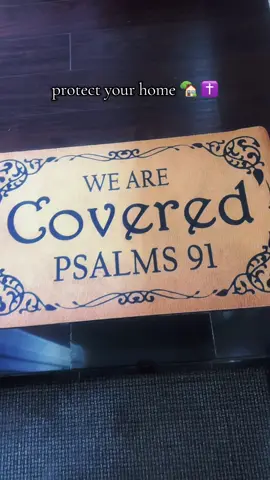 protect your home 🏡✝️
WE ARE
Covered
PSALMS 91